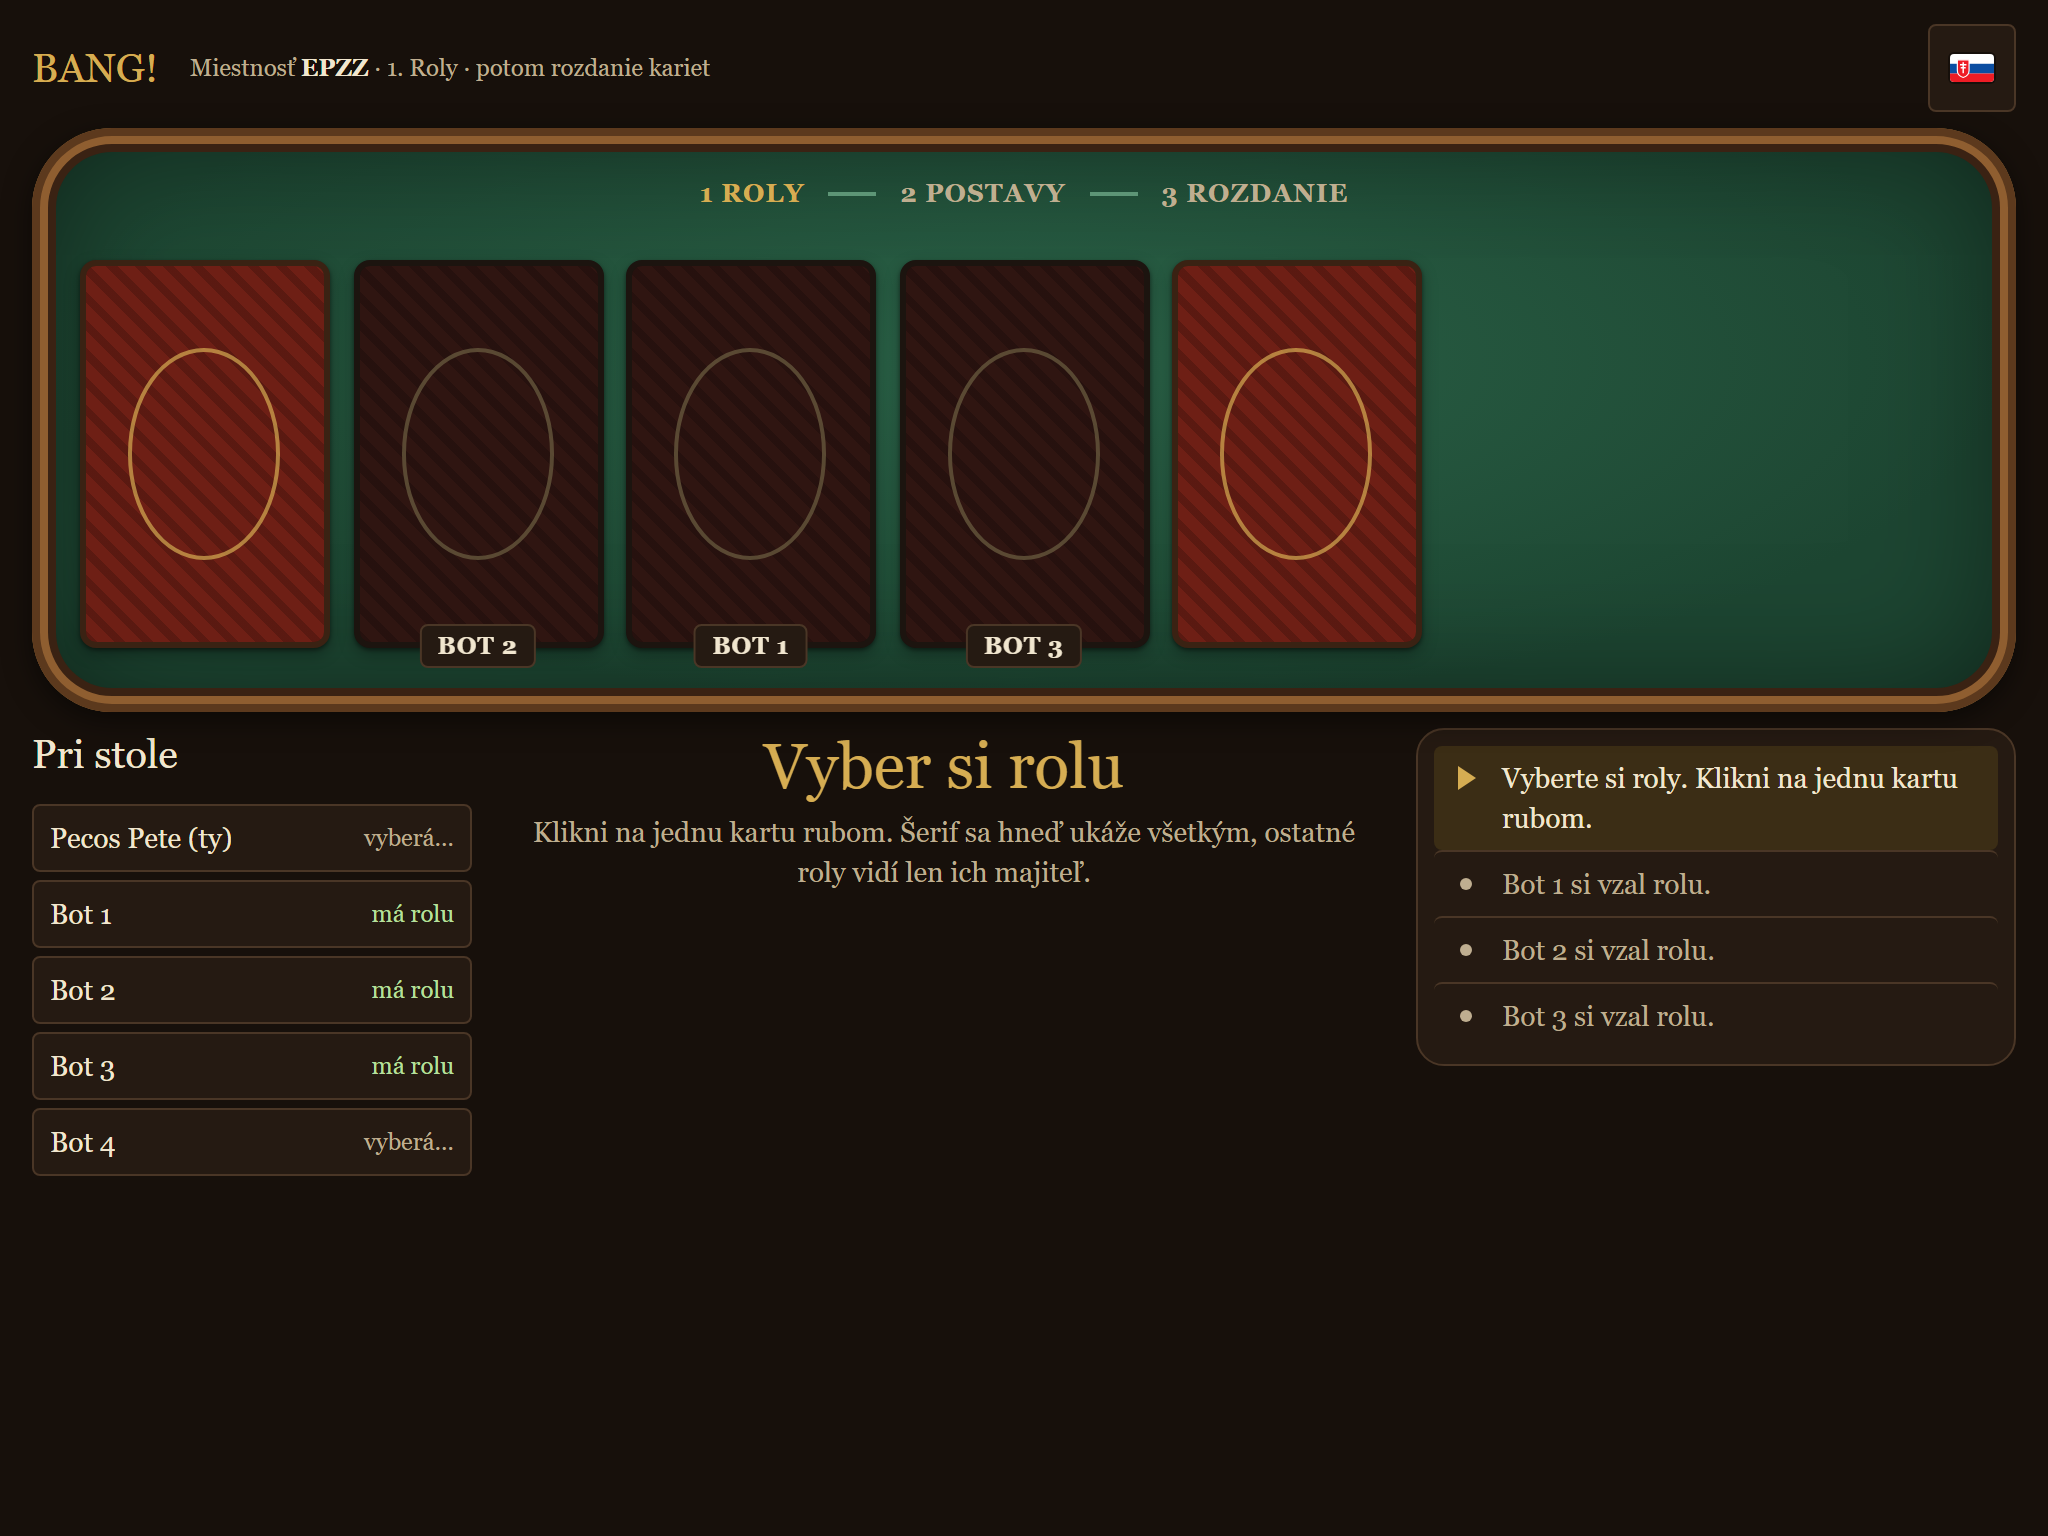 BANG!
Miestnosť EPZZ · 1. Roly · potom rozdanie kariet
1 ROLY
2 POSTAVY
3 ROZDANIE
BOT 2
BOT 1
BOT 3
Pri stole
Pecos Pete (ty) vyberá...
Bot 1 má rolu
Bot 2 má rolu
Bot 3 má rolu
Bot 4 vyberá...
Vyber si rolu
Klikni na jednu kartu rubom. Šerif sa hneď ukáže všetkým, ostatné
roly vidí len ich majiteľ.
Vyberte si roly. Klikni na jednu kartu
rubom.
Bot 1 si vzal rolu.
Bot 2 si vzal rolu.
Bot 3 si vzal rolu.